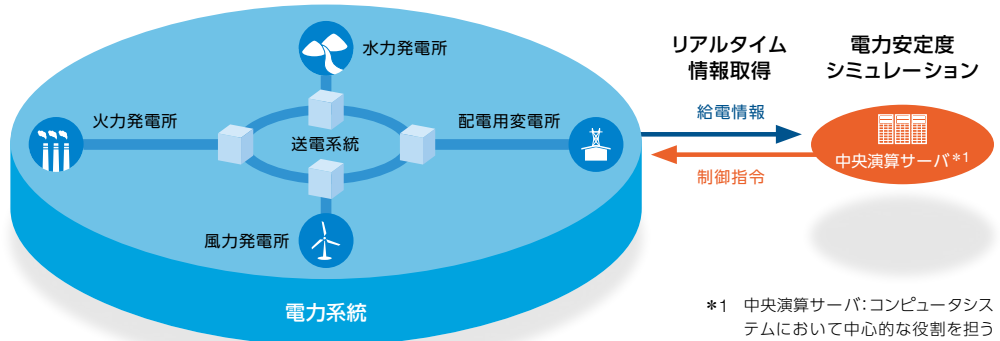 水力発電所
火力発電所
送電系統
配電用変電所
風力発電所
電力系統
リアルタイム
情報取得
給電情報
制御指令
電力安定度
シミュレーション
中央演算サーバ*1
*1 中央演算サーバ:コンピュータシス
テムにおいて中心的な役割を担う